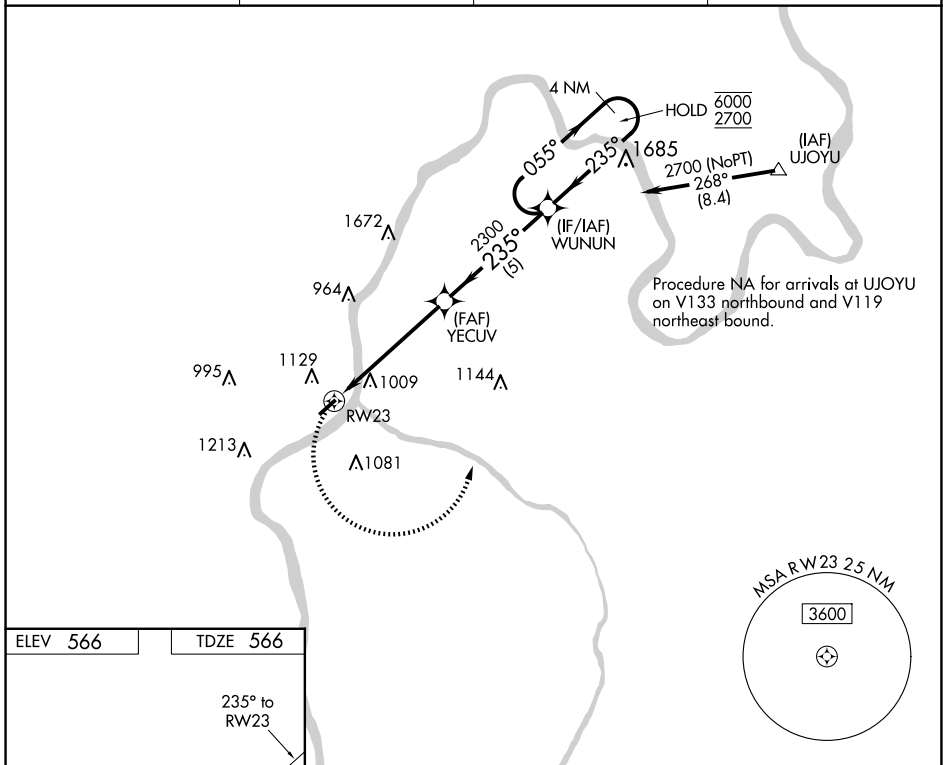 4 NM
HOLD 6000
2700
(IAF)
UJOYU
055°
235°
1685
2700 (NoPT)
268°
(8.4)
1672
2300
235°
(5)
(IF/IAF)
WUNUN
964
(FAF)
YECUV
Procedure NA for arrivals at UJOYU
on V133 northbound and V119
northeast bound.
995
1129
1009
1144
RW23
1213
1081
MSA RW23 25 NM
3600
ELEV 566
TDZE 566
235° to
RW23